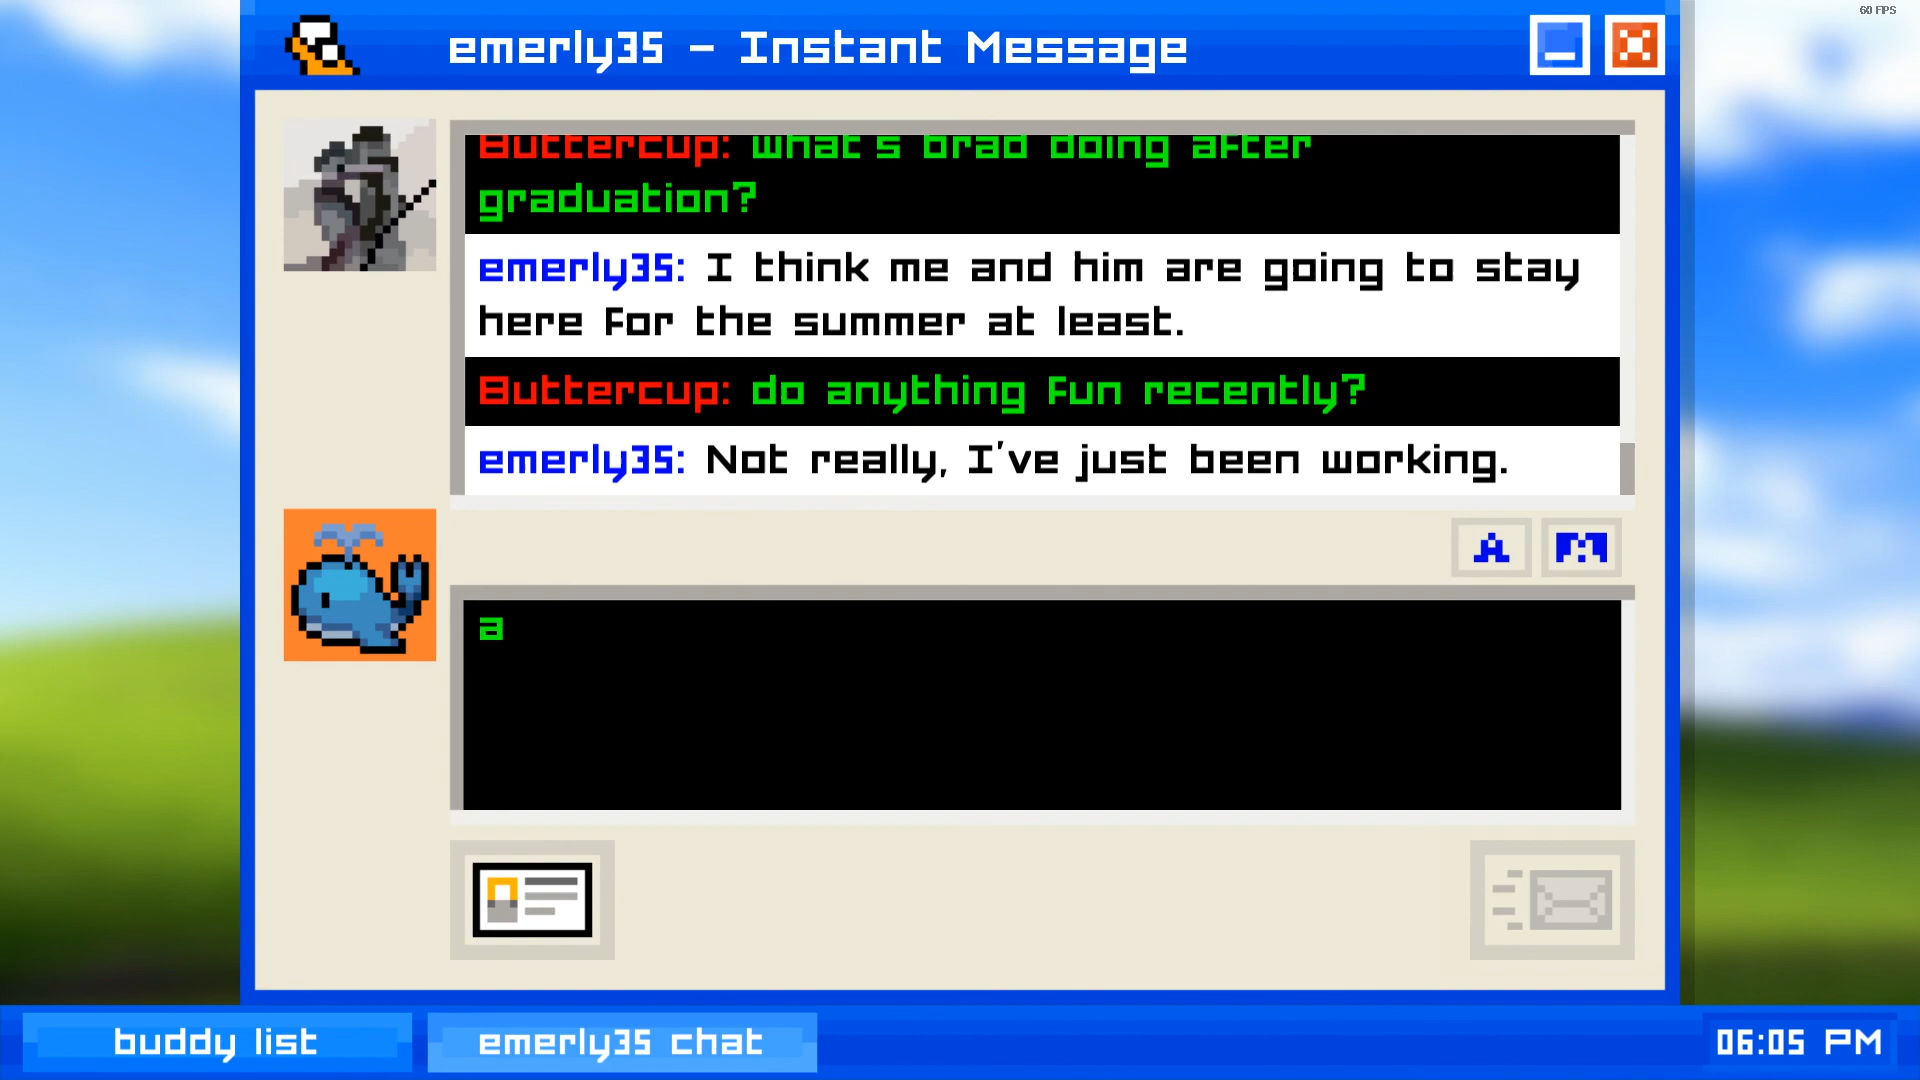 60 FPS
emerly35 - Instant Message
Buttercup: what's brad doing after
graduation?
emerly35: I think me and him are going to stay
here for the summer at least.
Buttercup: do anything fun recently?
emerly35: Not really, I've just been working.
A
a
buddy list
emerly35 chat
06:05 PM